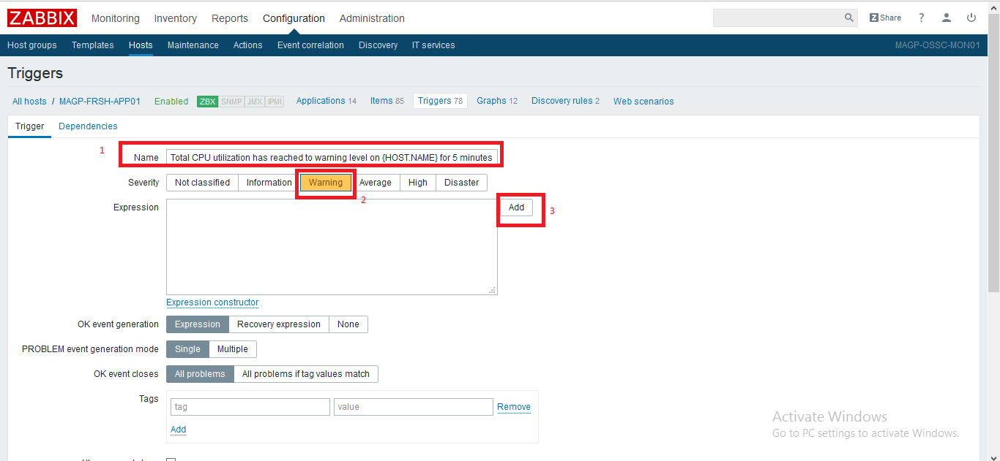 ZABBIX Monitoring Inventory Reports Configuration Administration Z Share ?
Host groups Templates Hosts Maintenance Actions Event correlation Discovery IT services MAGP-OSSC-MON01
Triggers
All hosts / MAGP-FRSH-APP01 Enabled ZBX SNMP JMX IPMI Applications 14 Items 85 Triggers 78 Graphs 12 Discovery rules 2 Web scenarios
Trigger Dependencies
1
Name Total CPU utilization has reached to warning level on {HOST.NAME} for 5 minutes
Severity Not classified Information Warning Average High Disaster
2
Expression Add 3
Expression constructor
OK event generation Expression Recovery expression None
PROBLEM event generation mode Single Multiple
OK event closes All problems All problems if tag values match
Tags
tag value Remove
Add
Activate Windows
Go to PC settings to activate Windows.